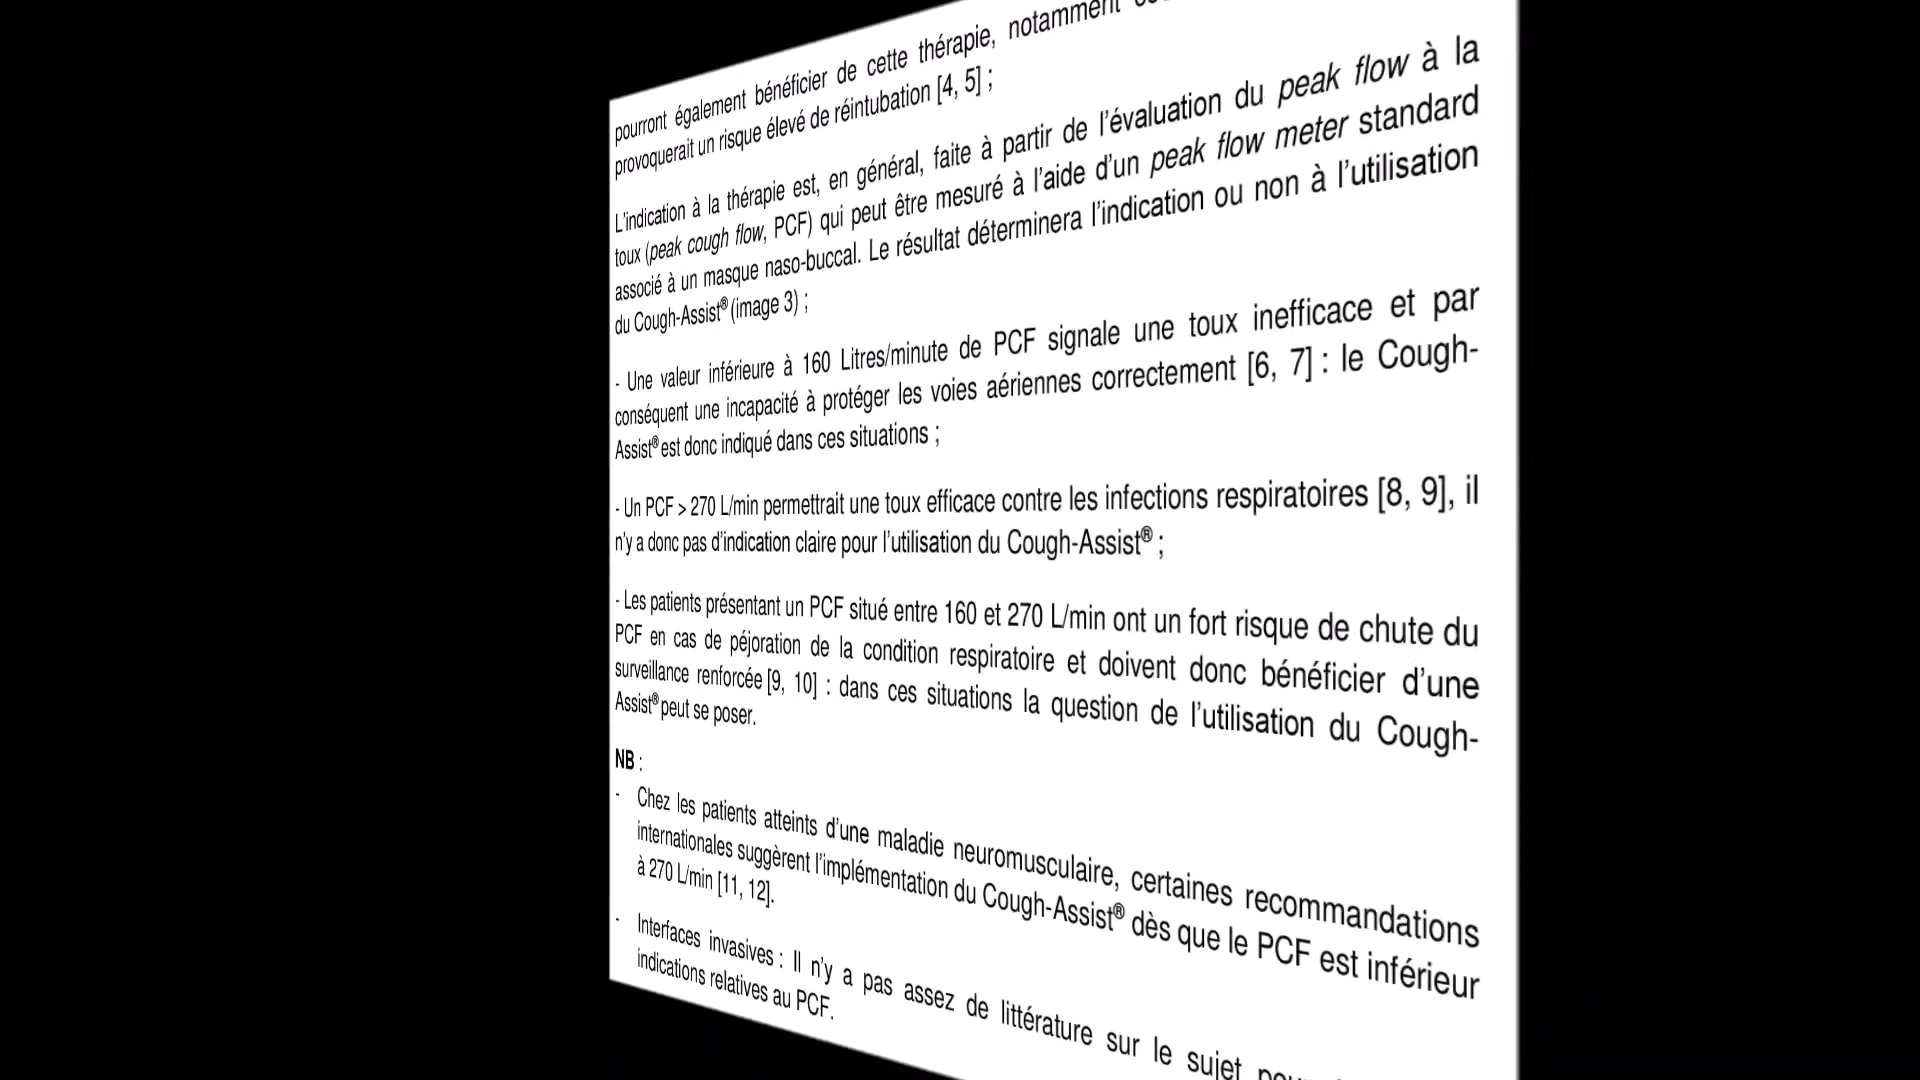 pourront également bénéficier de cette thérapie, notamment
provoquerait un risque élevé de réintubation [4, 5] ;
L'indication à la thérapie est, en général, faite à partir de l'évaluation du peak flow à la
toux (peak cough flow, PCF) qui peut être mesuré à l'aide d'un peak flow meter standard
associé à un masque naso-buccal. Le résultat déterminera l'indication ou non à l'utilisation
du Cough-Assist® (image 3) ;
- Une valeur inférieure à 160 Litres/minute de PCF signale une toux inefficace et par
conséquent une incapacité à protéger les voies aériennes correctement [6, 7] : le Cough-
Assist® est donc indiqué dans ces situations ;
- Un PCF > 270 L/min permettrait une toux efficace contre les infections respiratoires [8, 9], il
n'y a donc pas d'indication claire pour l'utilisation du Cough-Assist® ;
- Les patients présentant un PCF situé entre 160 et 270 L/min ont un fort risque de chute du
PCF en cas de péjoration de la condition respiratoire et doivent donc bénéficier d'une
surveillance renforcée [9, 10] : dans ces situations la question de l'utilisation du Cough-
Assist® peut se poser.
NB :
- Chez les patients atteints d'une maladie neuromusculaire, certaines recommandations
internationales suggèrent l'implémentation du Cough-Assist® dès que le PCF est inférieur
à 270 L/min [11, 12].
- Interfaces invasives : Il n'y a pas assez de littérature sur le sujet
indications relatives au PCF.